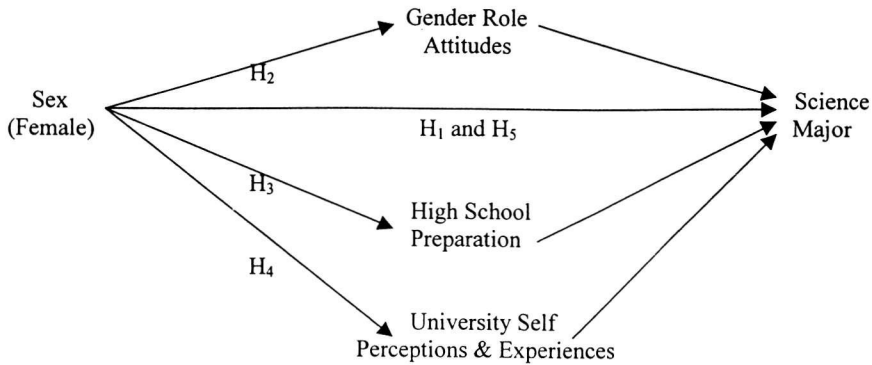 Gender Role
Attitudes
H₂
Sex
(Female)
Science
Major
H₁ and H₅
H₃
High School
Preparation
H₄
University Self
Perceptions & Experiences